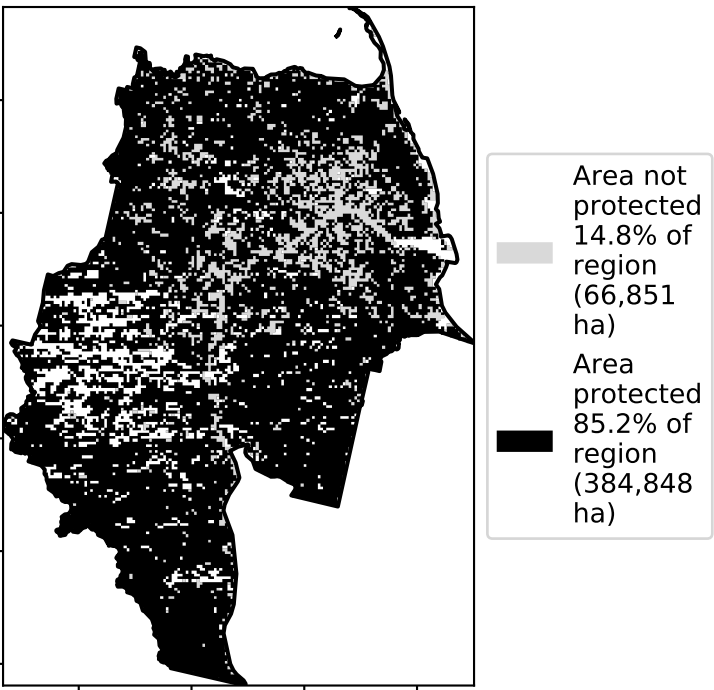 Area not
protected
14.8% of
region
(66,851
ha)
Area
protected
85.2% of
region
(384,848
ha)